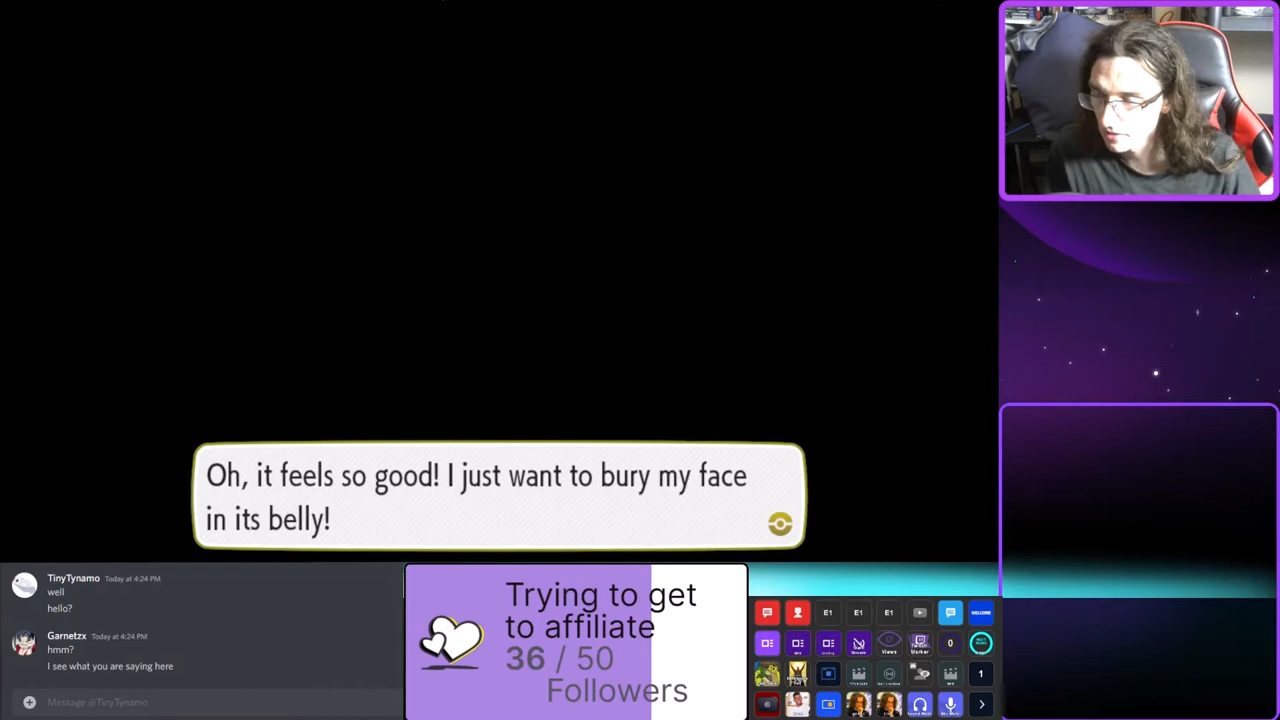 Oh, it feels so good! I just want to bury my face
in its belly!
TinyTynamo Today at 4:24 PM
well
hello?
Garnetzx Today at 4:24 PM
hmm?
I see what you are saying here
Message @TinyTynamo
Trying to get
to affiliate
36 / 50
Followers
E1 E1 E1 WELCOME
Views 0
1